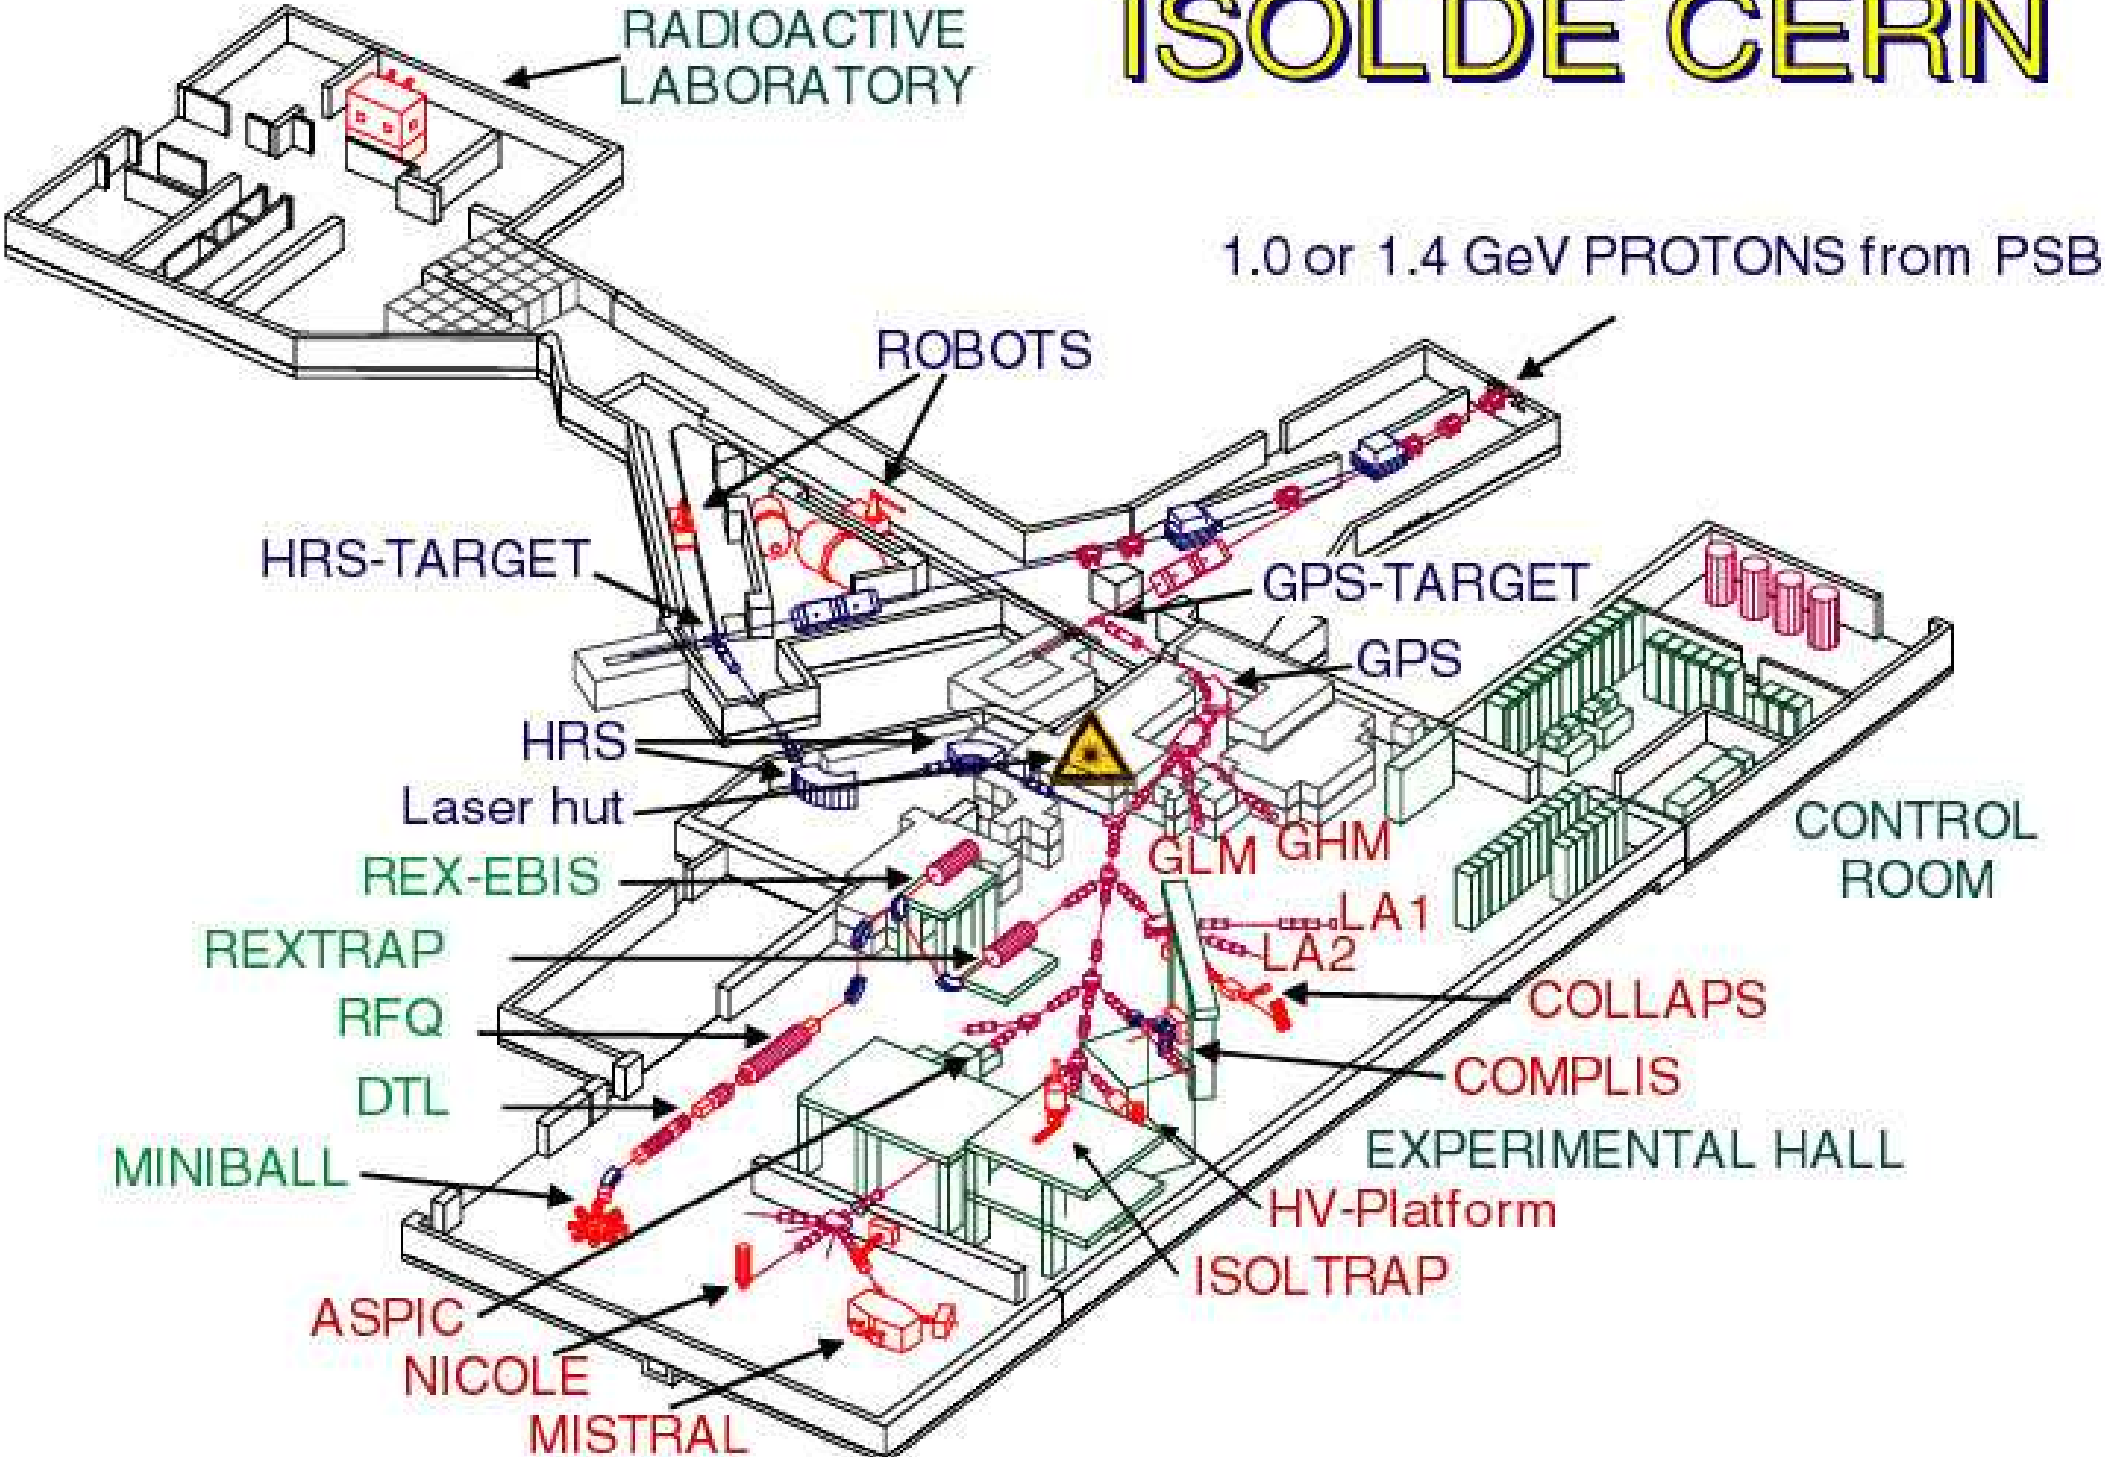 ISOLDE CERN
RADIOACTIVE
LABORATORY
1.0 or 1.4 GeV PROTONS from PSB
ROBOTS
HRS-TARGET
GPS-TARGET
GPS
HRS
Laser hut
CONTROL
ROOM
GLM
GHM
REX-EBIS
LA1
LA2
REXTRAP
COLLAPS
RFQ
COMPLIS
DTL
EXPERIMENTAL HALL
MINIBALL
HV-Platform
ISOLTRAP
ASPIC
NICOLE
MISTRAL